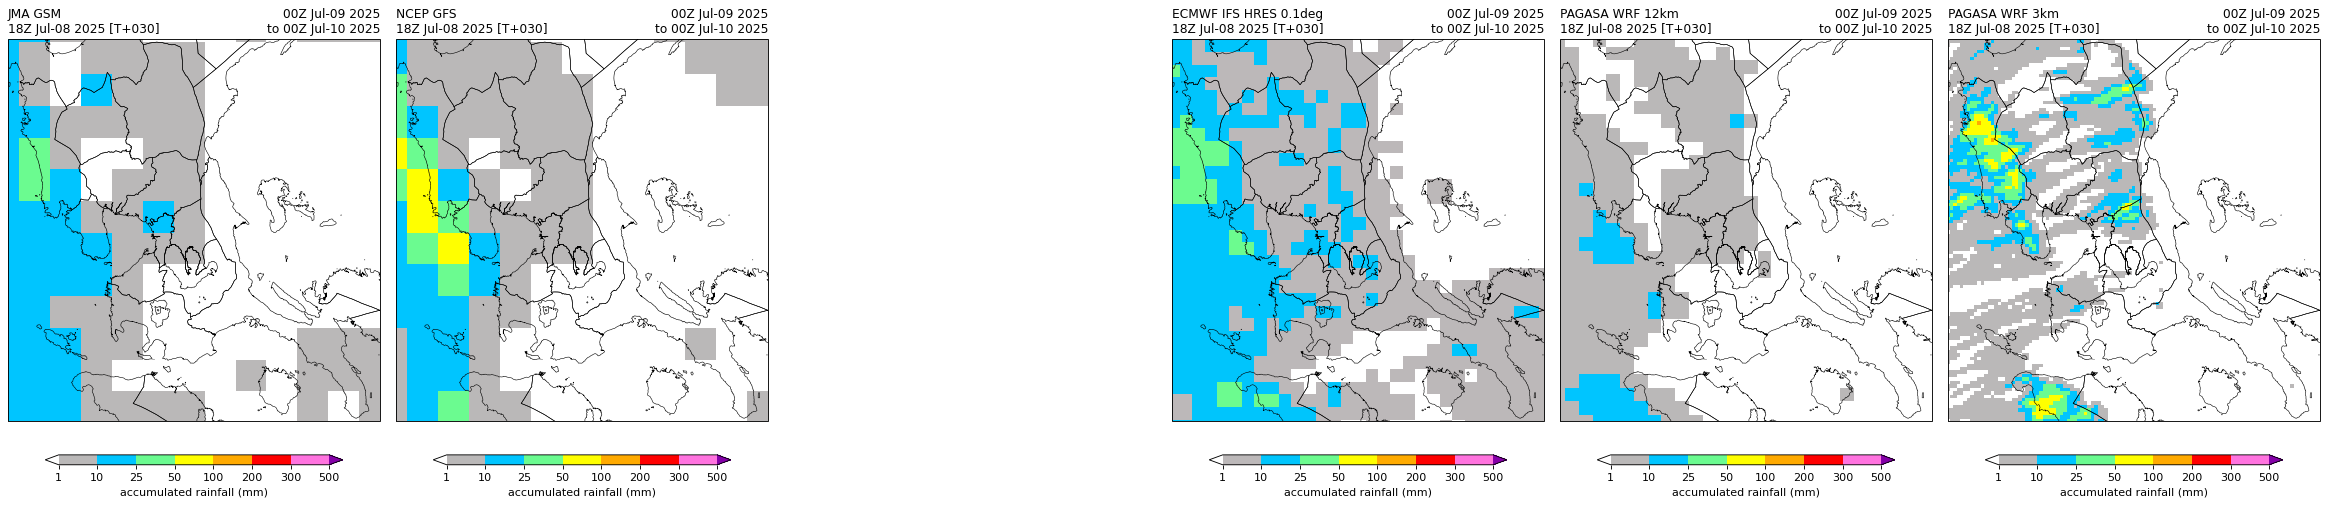 JMA GSM 00Z Jul-09 2025
18Z Jul-08 2025 [T+030] to 00Z Jul-10 2025
NCEP GFS 00Z Jul-09 2025
18Z Jul-08 2025 [T+030] to 00Z Jul-10 2025
ECMWF IFS HRES 0.1deg 00Z Jul-09 2025
18Z Jul-08 2025 [T+030] to 00Z Jul-10 2025
PAGASA WRF 12km 00Z Jul-09 2025
18Z Jul-08 2025 [T+030] to 00Z Jul-10 2025
PAGASA WRF 3km 00Z Jul-09 2025
18Z Jul-08 2025 [T+030] to 00Z Jul-10 2025
1 10 25 50 100 200 300 500
accumulated rainfall (mm)
1 10 25 50 100 200 300 500
accumulated rainfall (mm)
1 10 25 50 100 200 300 500
accumulated rainfall (mm)
1 10 25 50 100 200 300 500
accumulated rainfall (mm)
1 10 25 50 100 200 300 500
accumulated rainfall (mm)